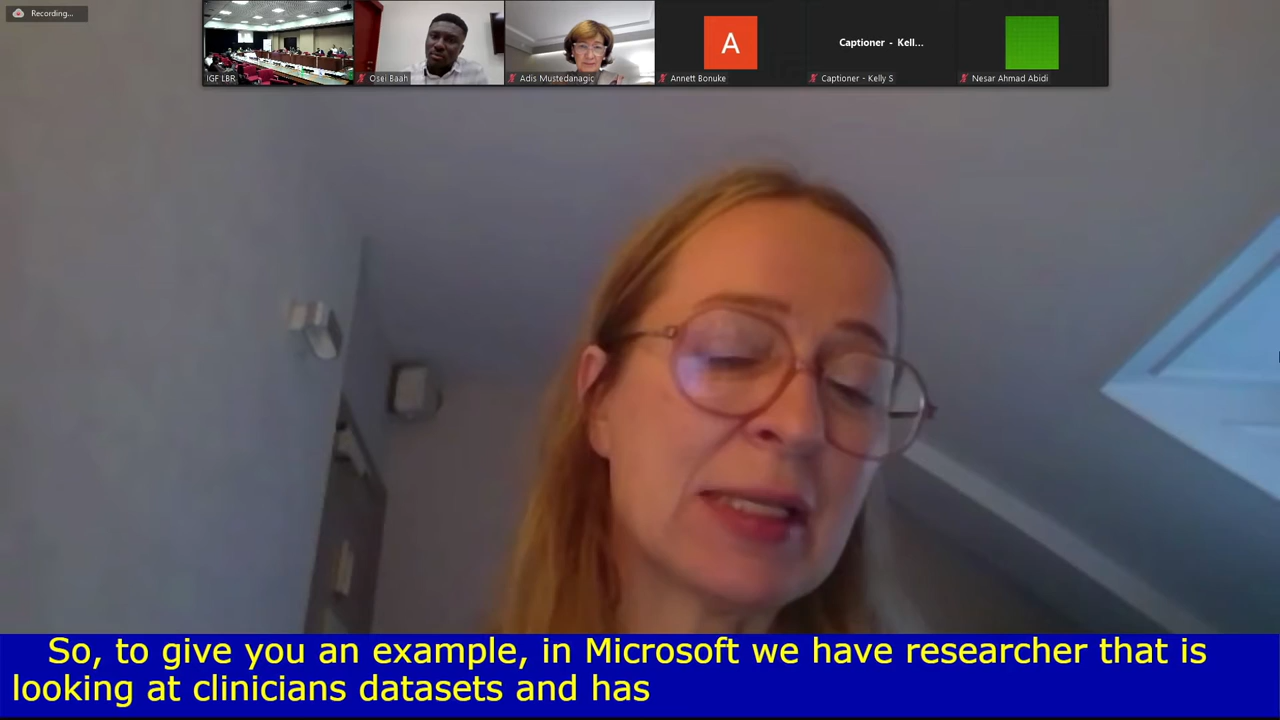 Recording...
IGF LBR
Osei Baah
Adis Mustedanagic
A
Annett Bonuke
Captioner - Kell...
Captioner - Kelly S
Nesar Ahmad Abidi
So, to give you an example, in Microsoft we have researcher that is
looking at clinicians datasets and has